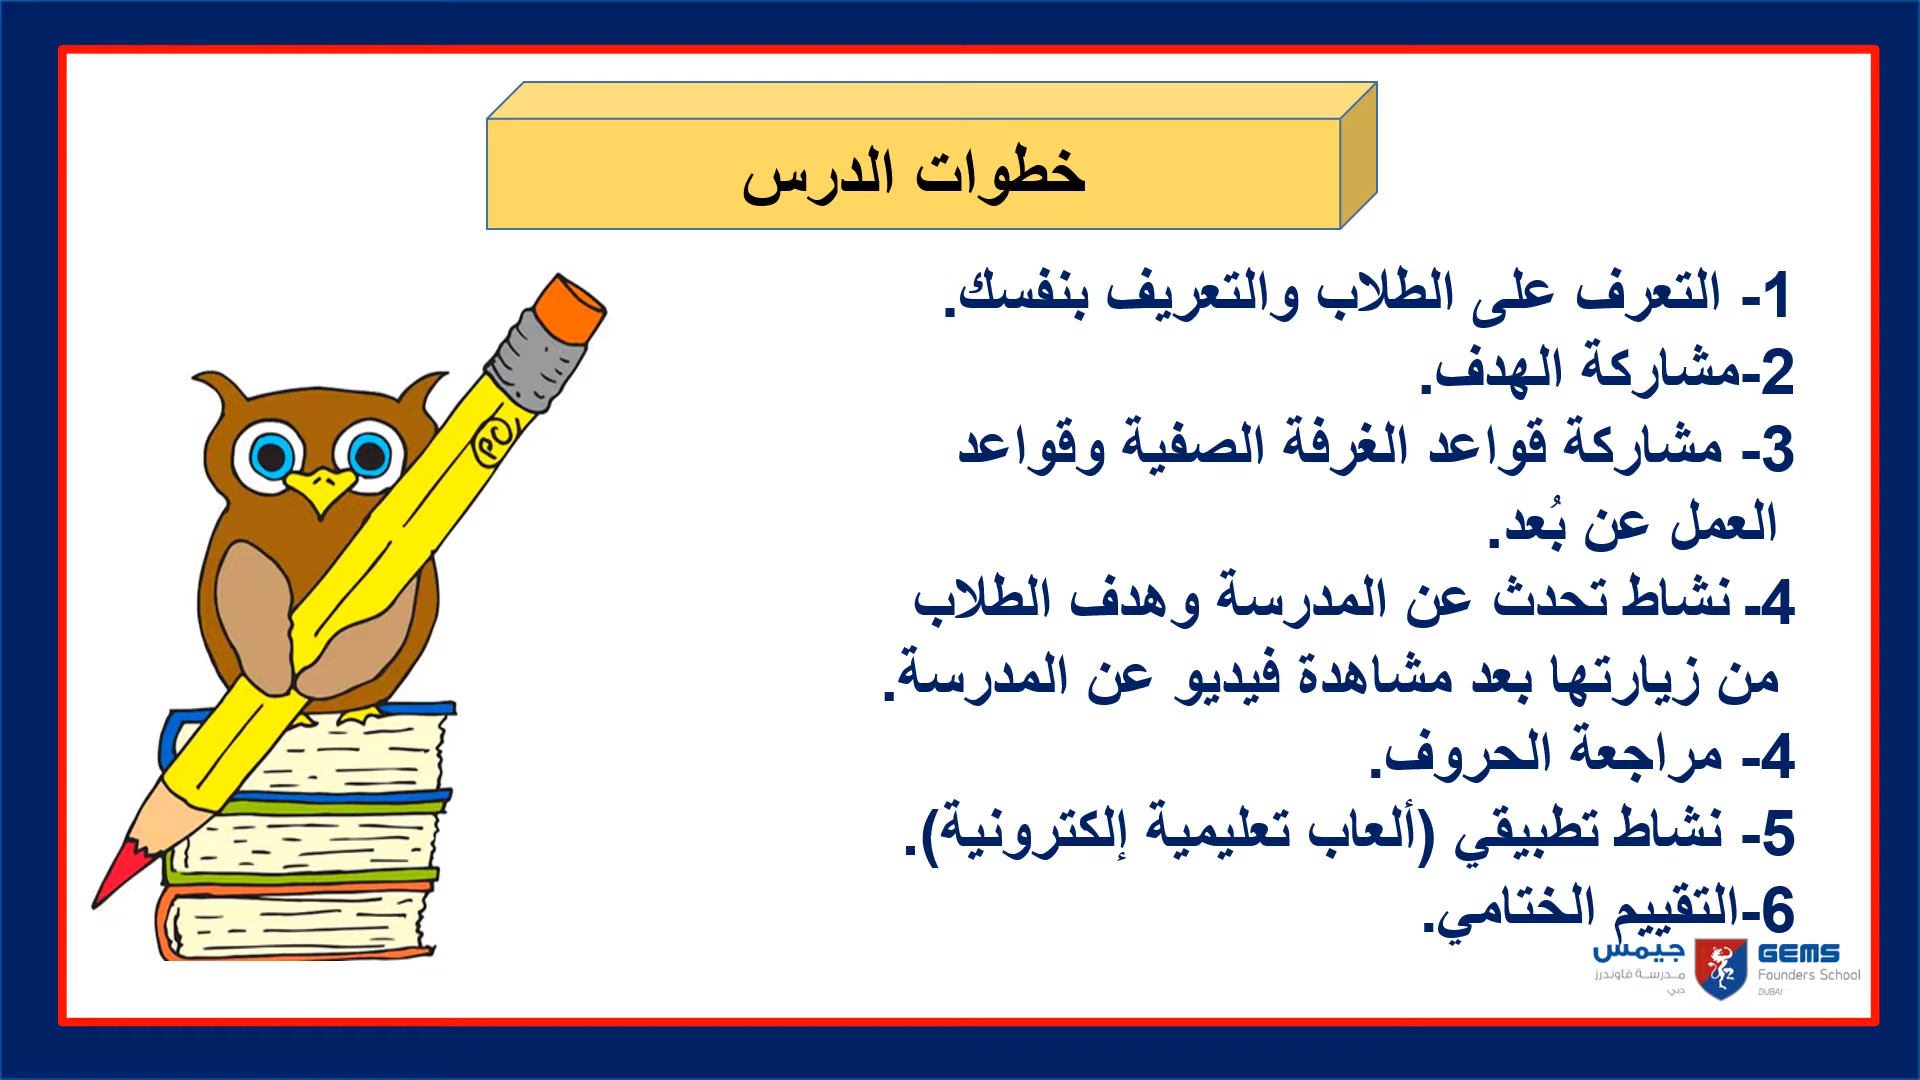 خطوات الدرس
1- التعرف على الطلاب والتعريف بنفسك.
2-مشاركة الهدف.
3- مشاركة قواعد الغرفة الصفية وقواعد
العمل عن بُعد.
4- نشاط تحدث عن المدرسة وهدف الطلاب
من زيارتها بعد مشاهدة فيديو عن المدرسة.
4- مراجعة الحروف.
5- نشاط تطبيقي (ألعاب تعليمية إلكترونية).
6-التقييم الختامي.
PC
جيمس
مدرسة فاوندرز
دبي
GEMS
Founders School
DUBAI